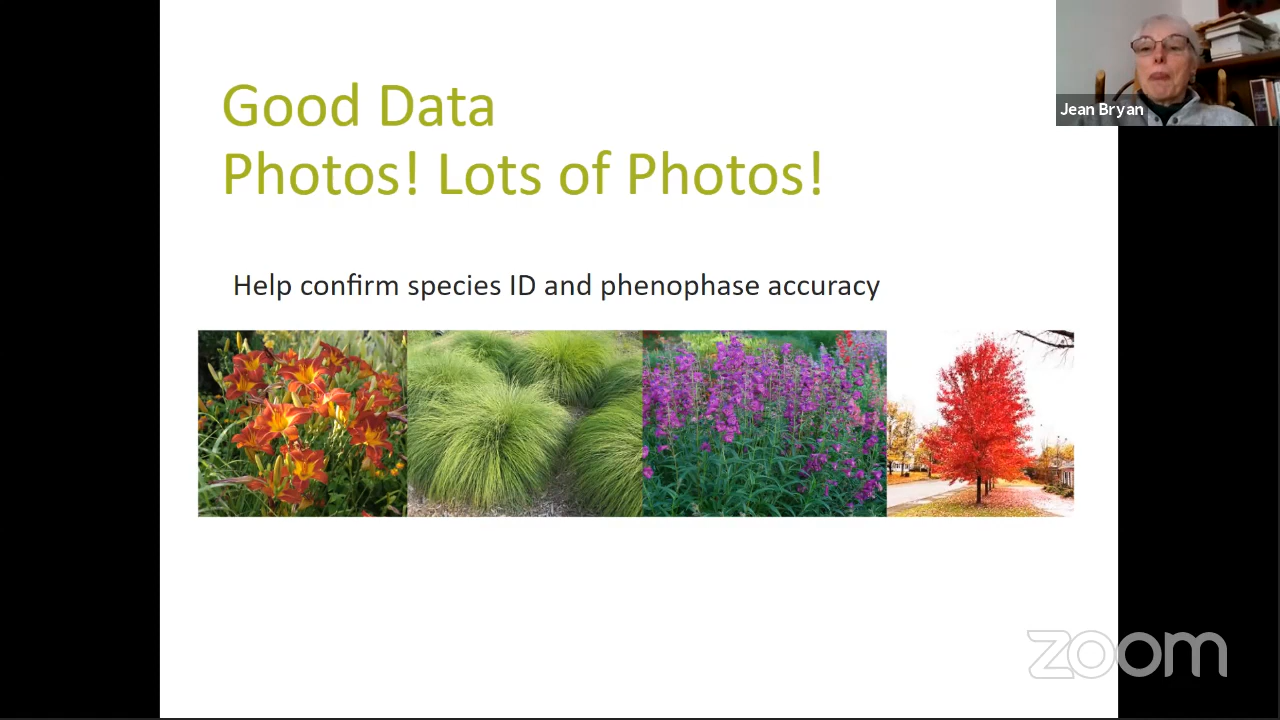 Good Data
Photos! Lots of Photos!
Jean Bryan
Help confirm species ID and phenophase accuracy
zoom